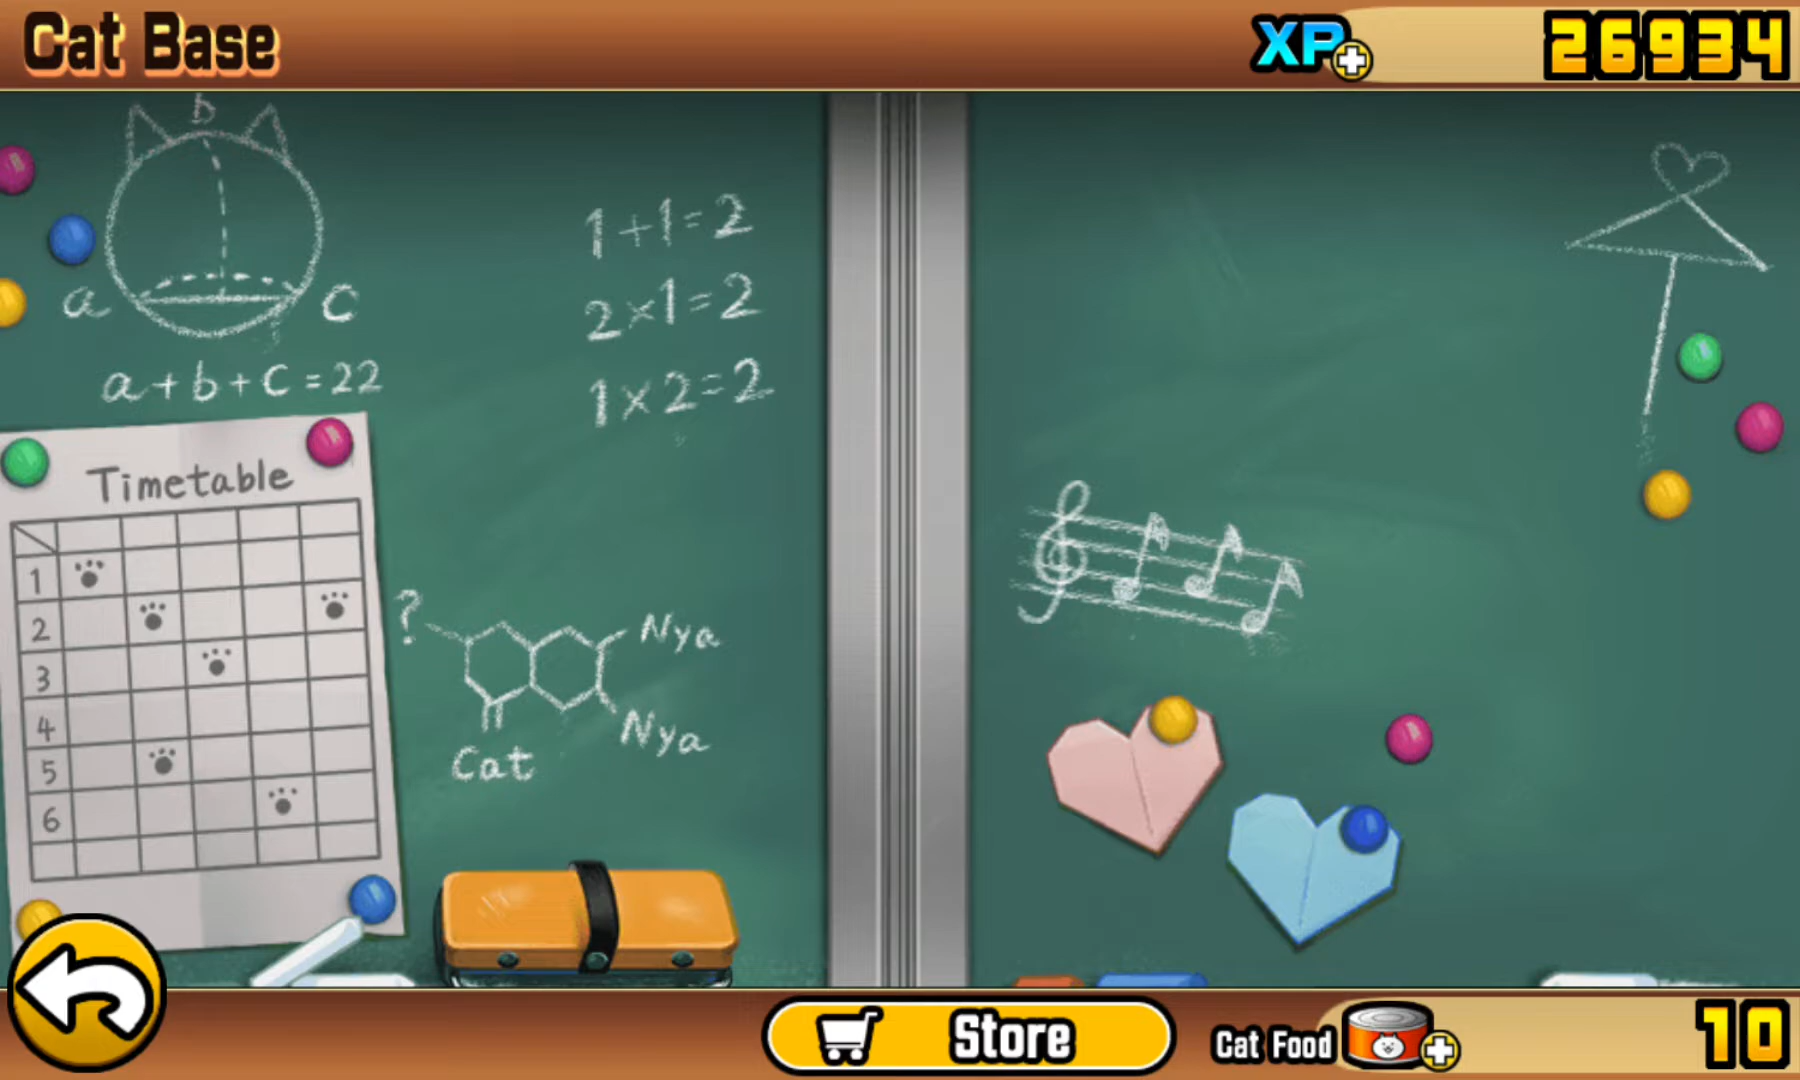 Cat Base
XP
26934
b
a
c
a+b+c=22
1+1=2
2×1=2
1×2=2
Timetable
1
2
3
4
5
6
?
Nya
Nya
Cat
Store
Cat Food
10